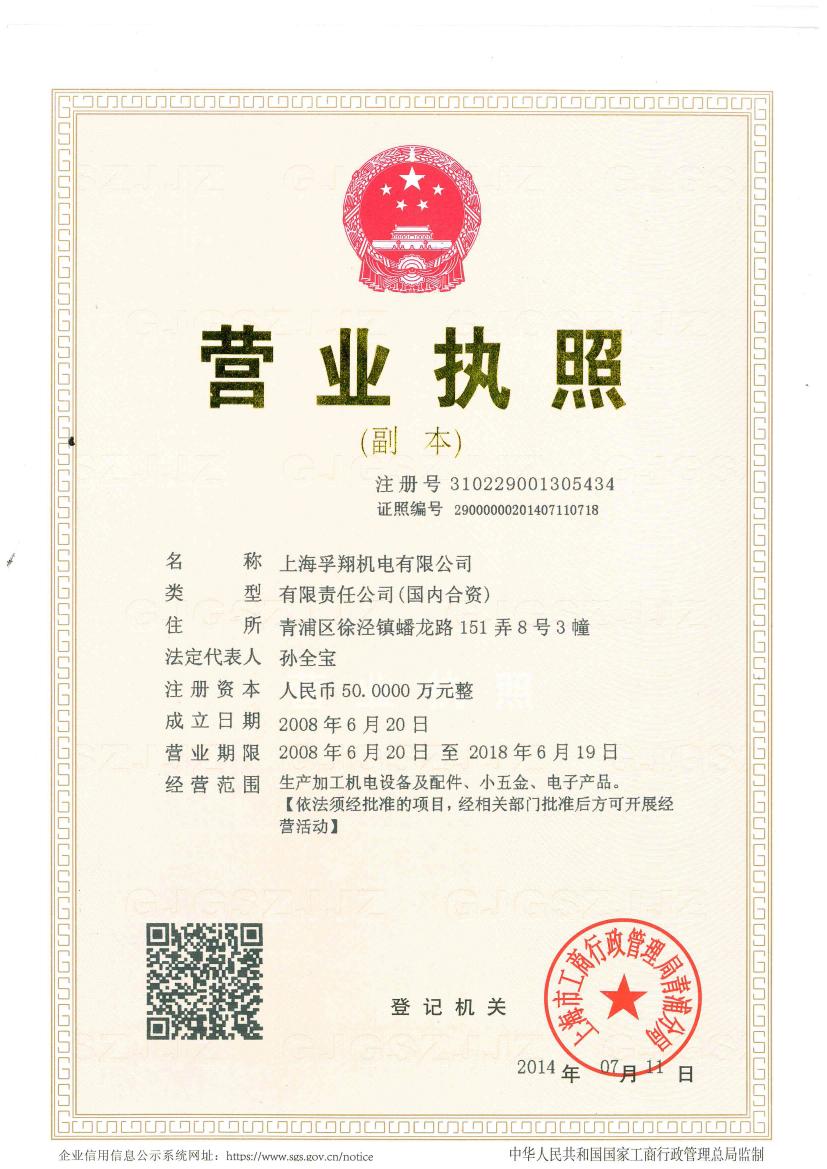 营业执照
(副 本)
注册号 310229001305434
证照编号 29000000201407110718
名称 上海孚翔机电有限公司
类型 有限责任公司(国内合资)
住所 青浦区徐泾镇蟠龙路151弄8号3幢
法定代表人 孙全宝
注册资本 人民币50.0000万元整
成立日期 2008年6月20日
营业期限 2008年6月20日 至 2018年6月19日
经营范围 生产加工机电设备及配件、小五金、电子产品。
【依法须经批准的项目,经相关部门批准后方可开展经
营活动】
上海市工商行政管理局青浦分局
登记机关
2014年 07月 11日
企业信用信息公示系统网址: https://www.sgs.gov.cn/notice
中华人民共和国国家工商行政管理总局监制